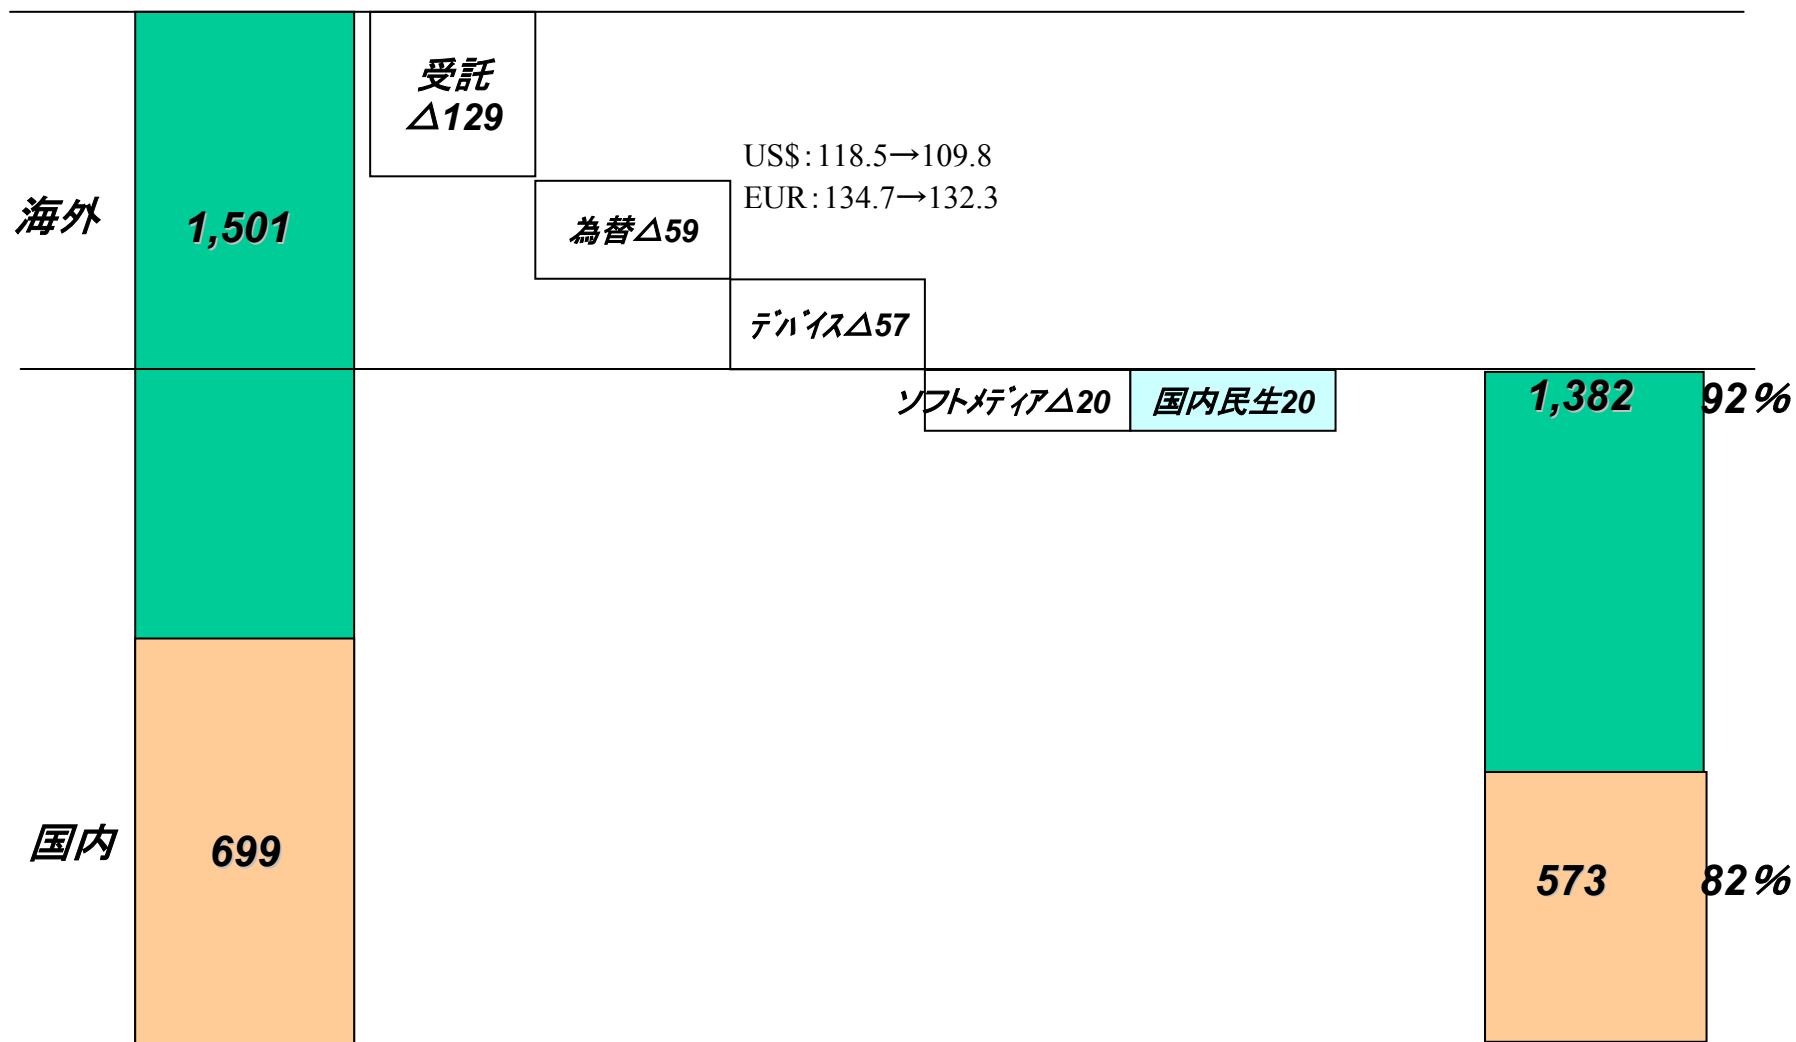 受託
△129
US$：118.5→109.8
EUR：134.7→132.3
海外
1,501
為替△59
ﾃﾞﾊﾞｲｽ△57
ｿﾌﾄﾒﾃﾞｨｱ△20
国内民生20
1,382
92％
国内
699
573
82％